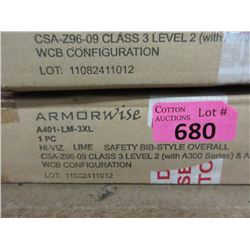 CSA-Z96-09 CLASS 3 LEVEL 2 (with
WCB CONFIGURATION
LOT: 11082411012
ARMORwise
A401-LM-3XL
1 PC
HI-VIZ LIME SAFETY BIB-STYLE OVERALL
CSA-Z96-09 CLASS 3 LEVEL 2 (with A300 Series) & A
WCB CONFIGURATION
LOT: 11082411012
COTTON AUCTIONS Lot #
680